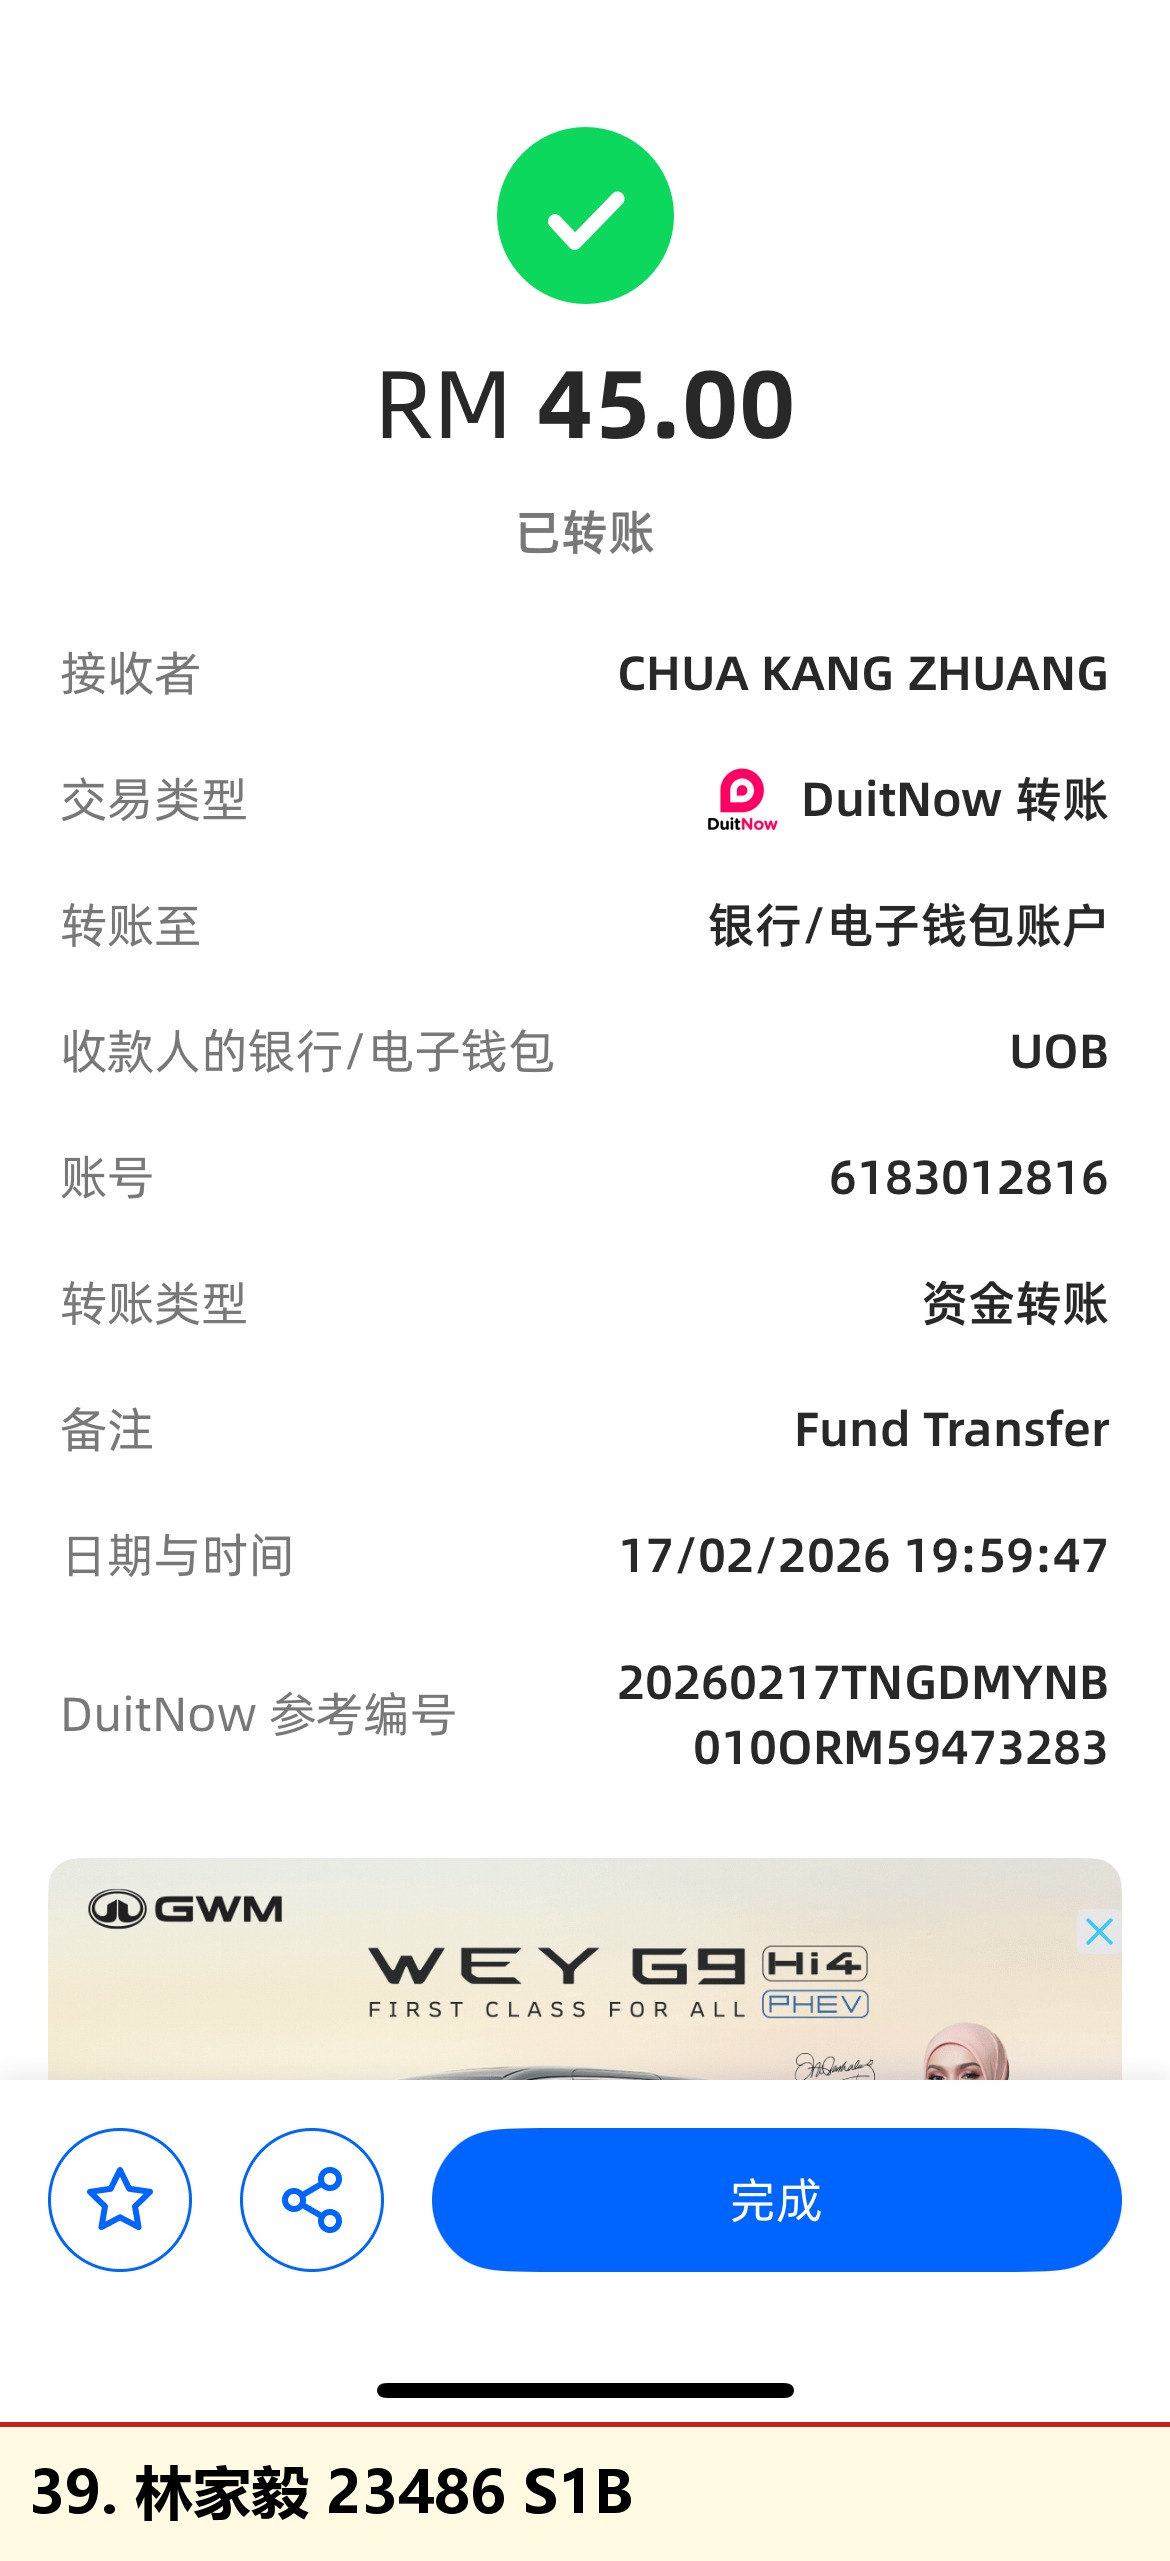 RM 45.00
已转账
接收者 CHUA KANG ZHUANG
交易类型 DuitNow DuitNow 转账
转账至 银行/电子钱包账户
收款人的银行/电子钱包 UOB
账号 6183012816
转账类型 资金转账
备注 Fund Transfer
日期与时间 17/02/2026 19:59:47
DuitNow 参考编号 20260217TNGDMYNB
010ORM59473283
GWM
WEY G9 Hi4
FIRST CLASS FOR ALL PHEV
完成
39. 林家毅 23486 S1B